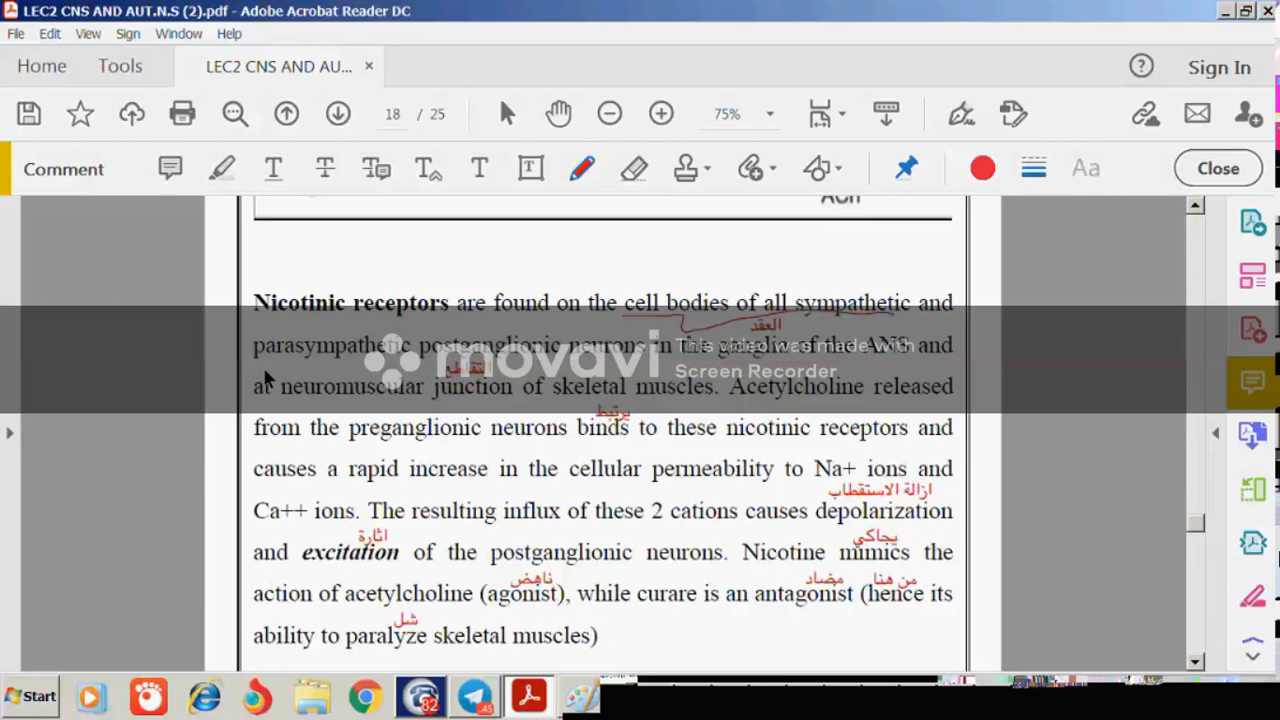 LEC2 CNS AND AUT.N.S (2).pdf - Adobe Acrobat Reader DC
File Edit View Sign Window Help
Home Tools LEC2 CNS AND AU... × ? Sign In
18 / 25 75%
Comment Aa Close
ACh
Nicotinic receptors are found on the cell bodies of all sympathetic and
العقد
parasympathetic postganglionic neurons in the ganglia of the ANS and
movavi This video was made with
Screen Recorder
التقاطع
at neuromuscular junction of skeletal muscles. Acetylcholine released
يرتبط
from the preganglionic neurons binds to these nicotinic receptors and
causes a rapid increase in the cellular permeability to Na+ ions and
ازالة الاستقطاب
Ca++ ions. The resulting influx of these 2 cations causes depolarization
اثارة يحاكي
and excitation of the postganglionic neurons. Nicotine mimics the
ناهض مضاد من هنا
action of acetylcholine (agonist), while curare is an antagonist (hence its
شل
ability to paralyze skeletal muscles)
Start 82 45